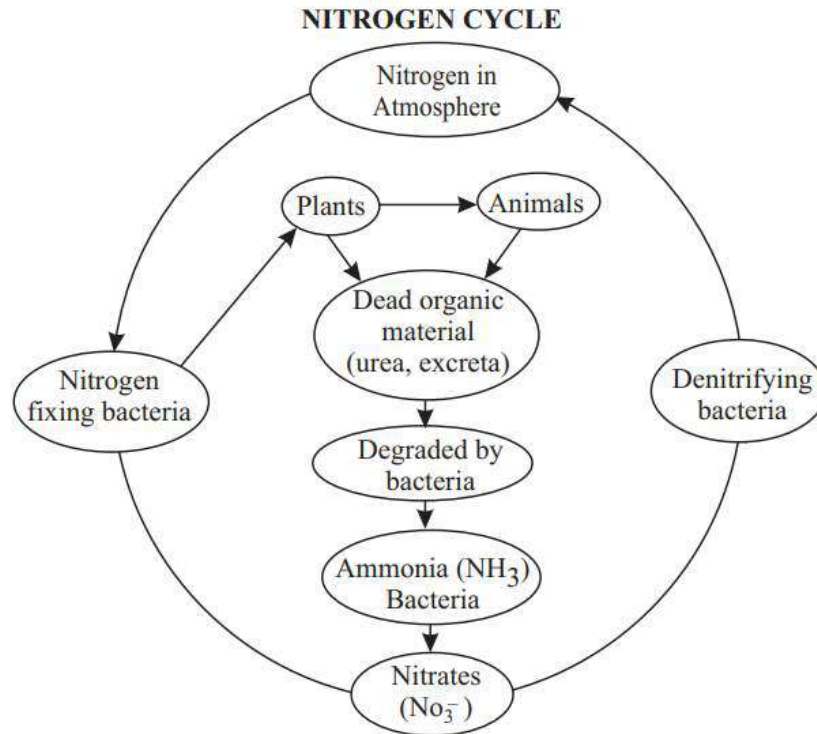 NITROGEN CYCLE
Nitrogen in
Atmosphere
Plants
Animals
Dead organic
material
(urea, excreta)
Nitrogen
fixing bacteria
Denitrifying
bacteria
Degraded by
bacteria
Ammonia (NH₃)
Bacteria
Nitrates
(No₃⁻)